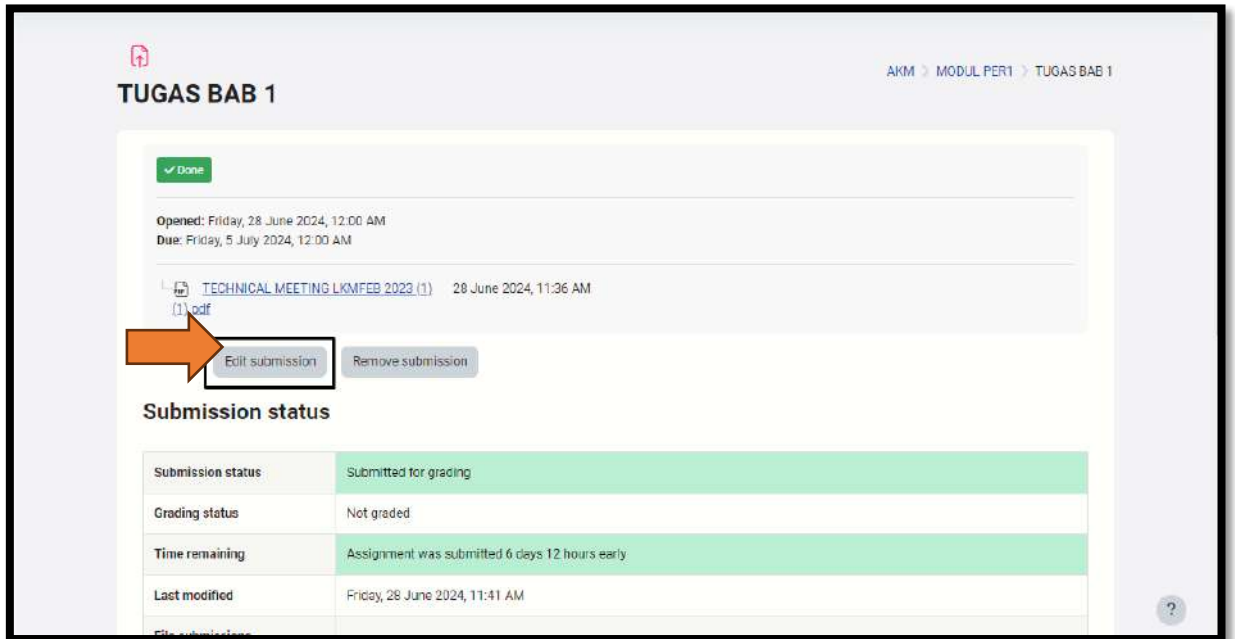 AKM > MODUL PER1 > TUGAS BAB 1
TUGAS BAB 1
✓ Done
Opened: Friday, 28 June 2024, 12:00 AM
Due: Friday, 5 July 2024, 12:00 AM
TECHNICAL MEETING LKMFEB 2023 (1) 28 June 2024, 11:36 AM
(1).pdf
Edit submission Remove submission
Submission status
Submission status Submitted for grading
Grading status Not graded
Time remaining Assignment was submitted 6 days 12 hours early
Last modified Friday, 28 June 2024, 11:41 AM
?
File submissions